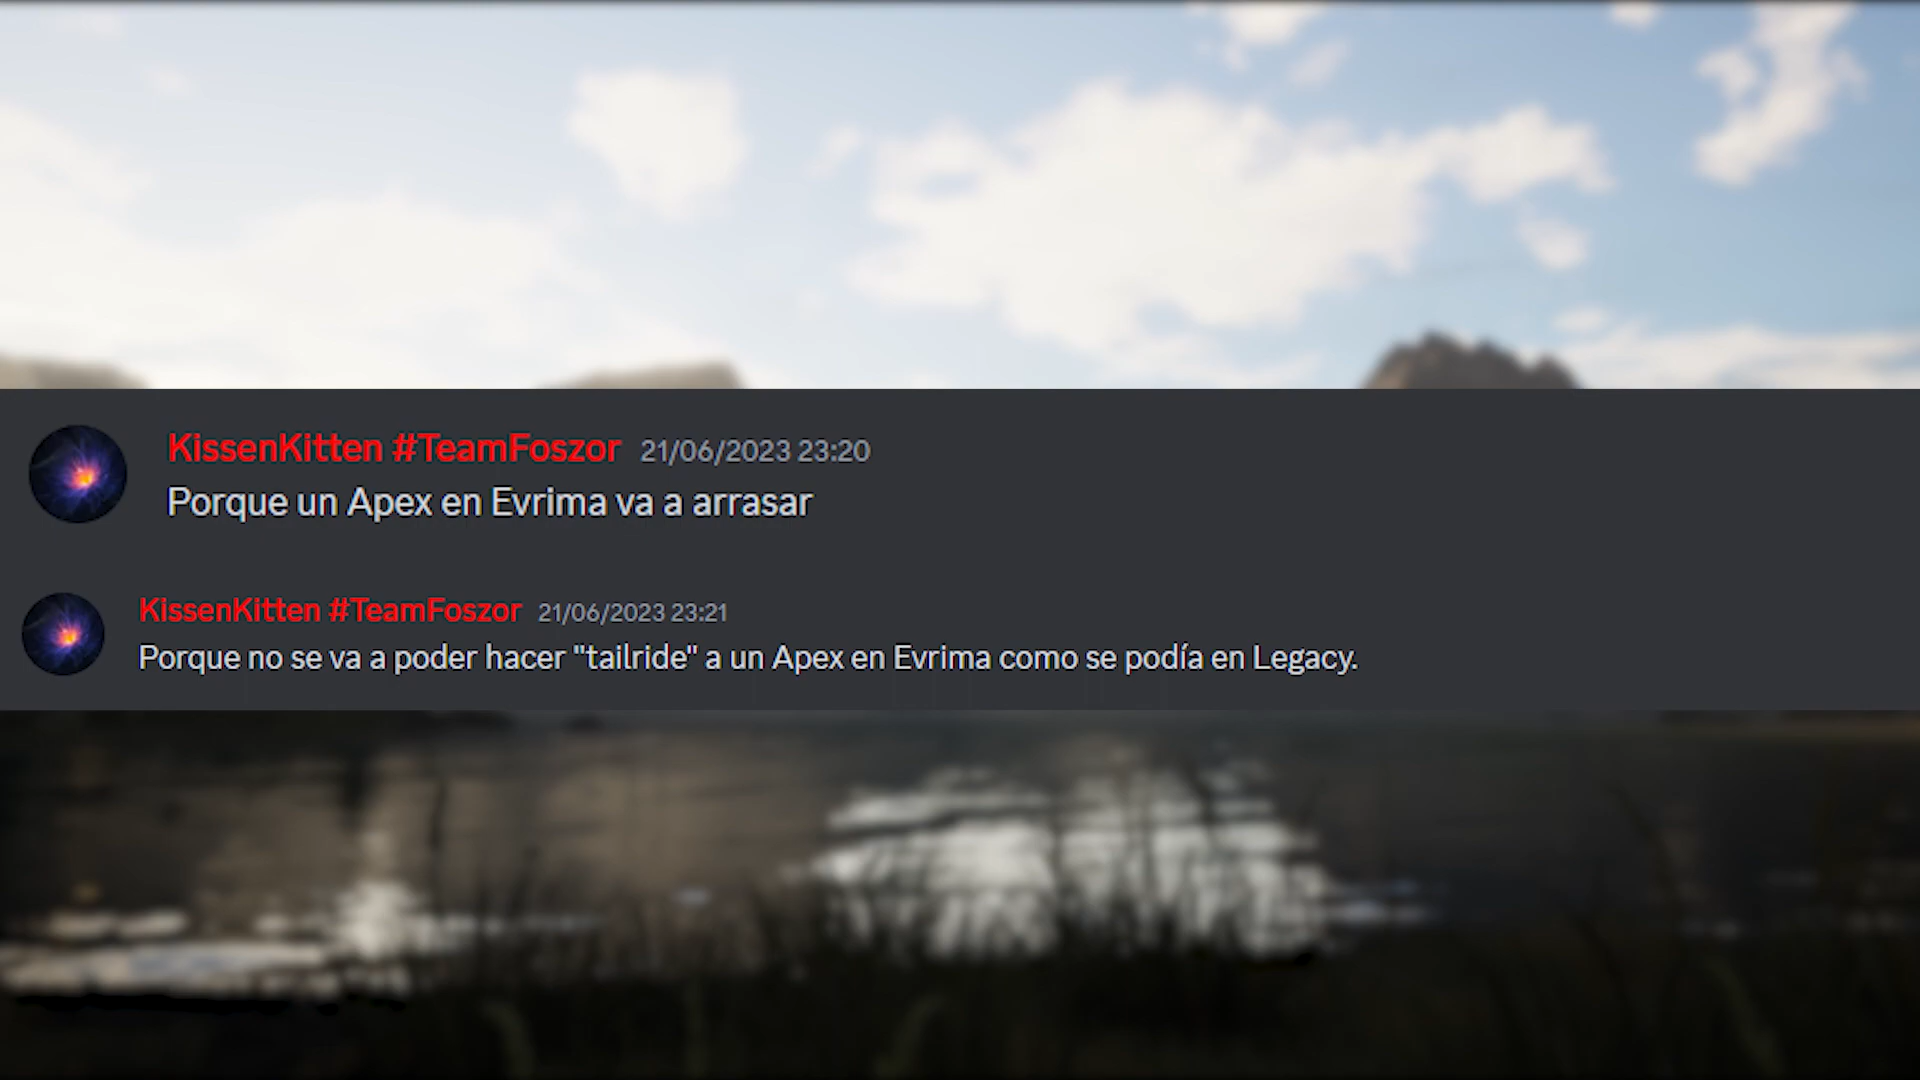 KissenKitten #TeamFoszor 21/06/2023 23:20
Porque un Apex en Evrima va a arrasar
KissenKitten #TeamFoszor 21/06/2023 23:21
Porque no se va a poder hacer "tailride" a un Apex en Evrima como se podía en Legacy.